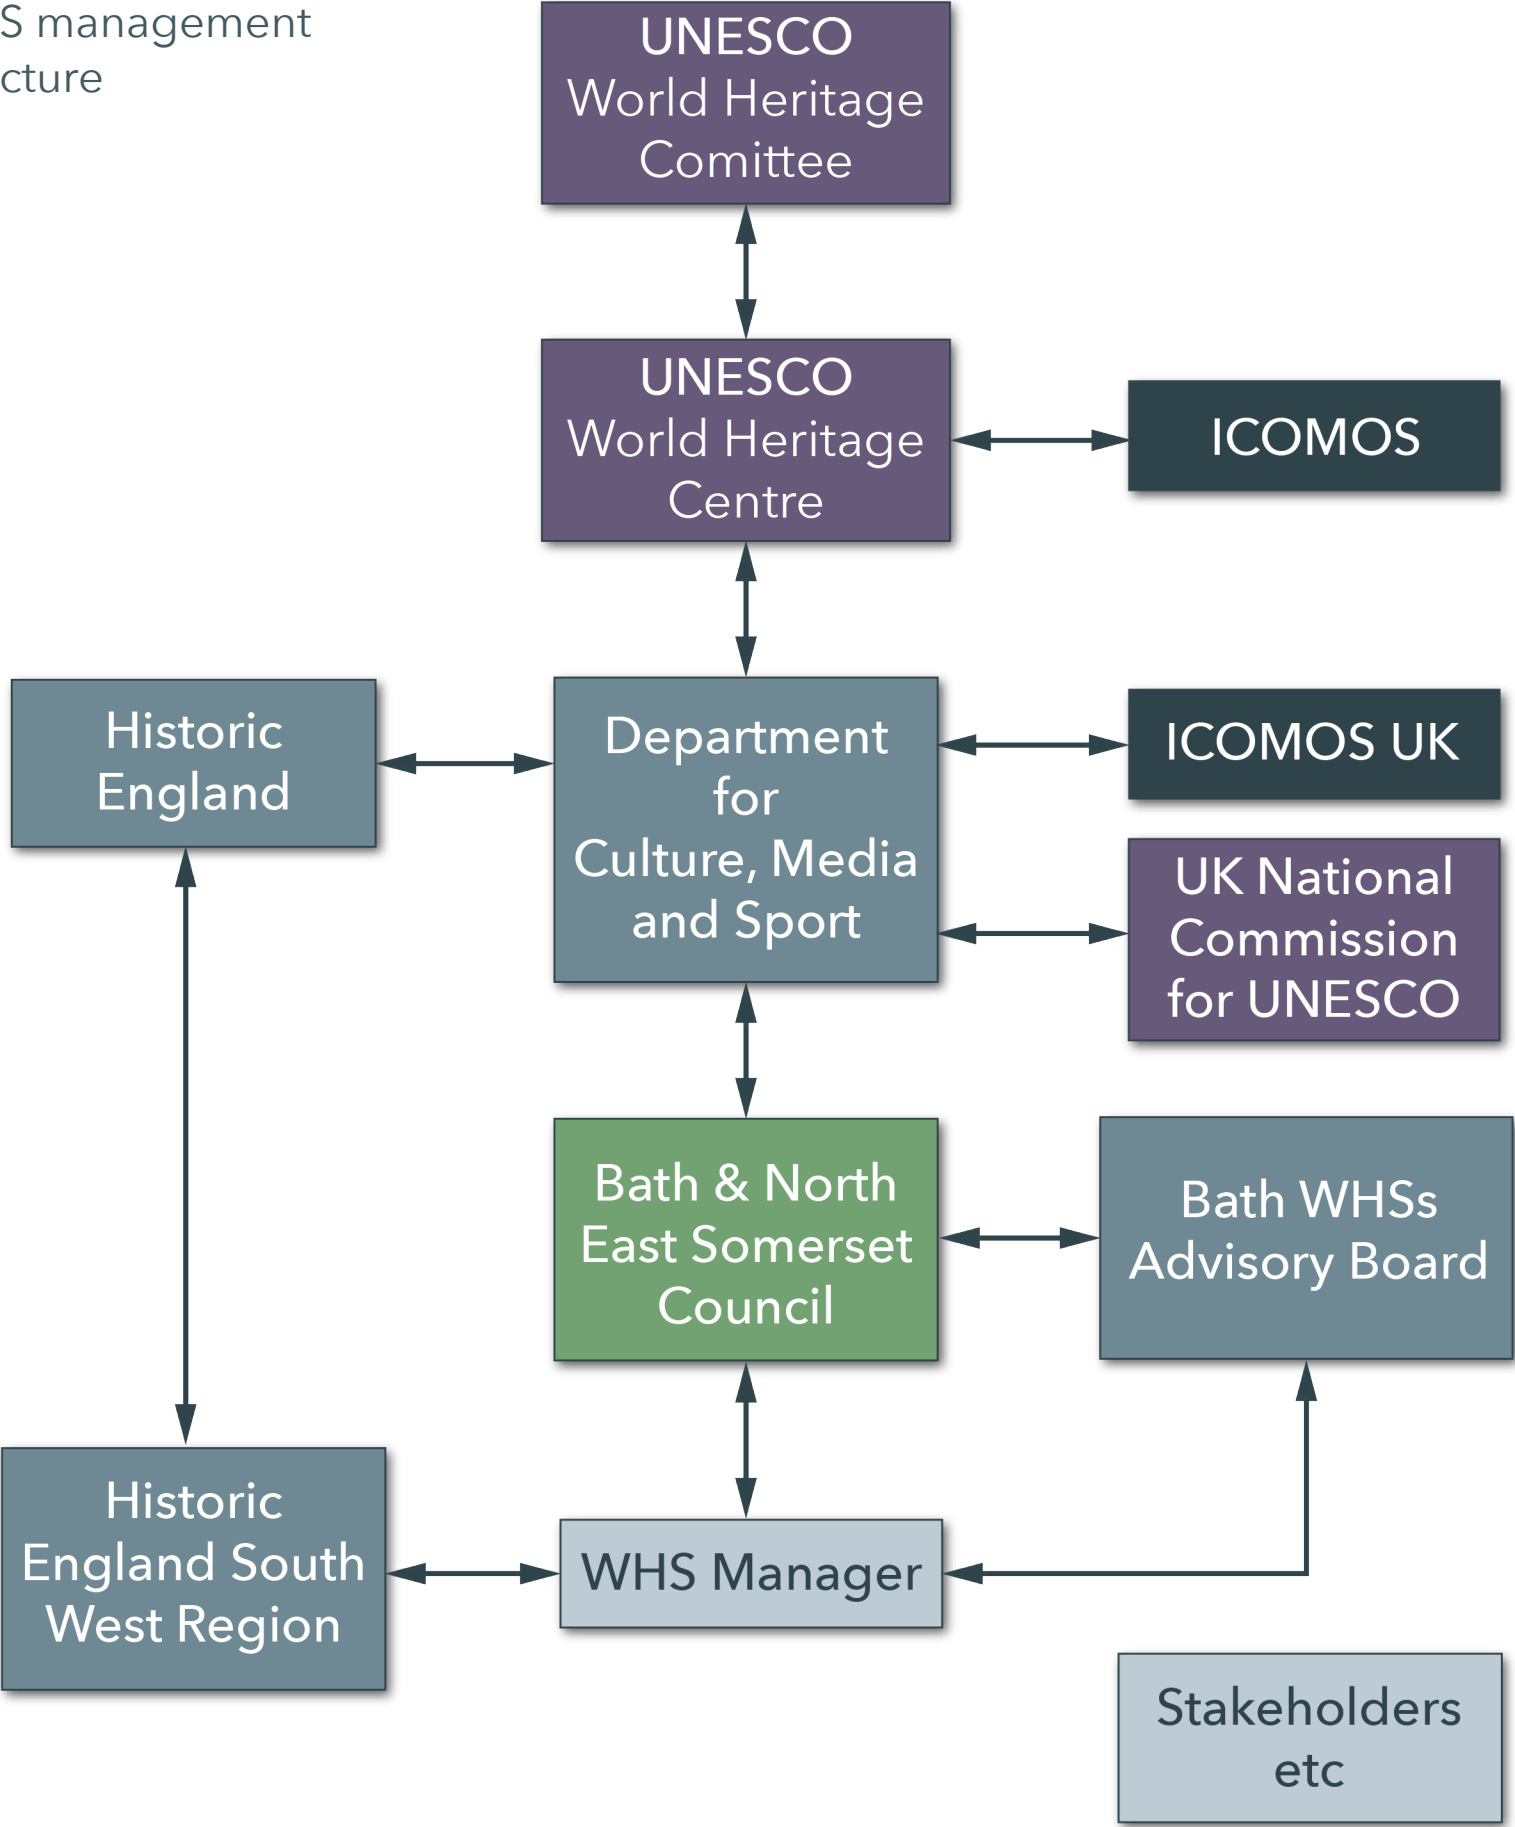 S management
cture
UNESCO
World Heritage
Comittee
UNESCO
World Heritage
Centre
ICOMOS
Historic
England
Department
for
Culture, Media
and Sport
ICOMOS UK
UK National
Commission
for UNESCO
Bath & North
East Somerset
Council
Bath WHSs
Advisory Board
Historic
England South
West Region
WHS Manager
Stakeholders
etc